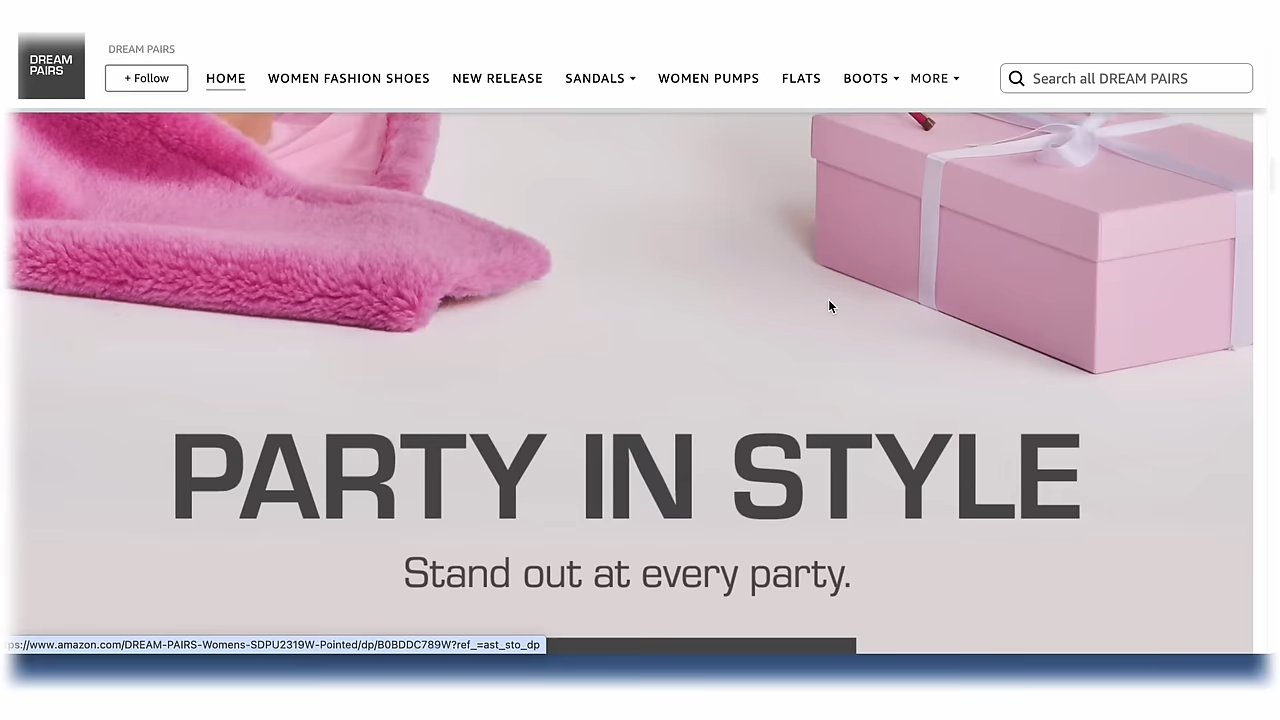 DREAM
PAIRS
DREAM PAIRS
+ Follow
HOME
WOMEN FASHION SHOES
NEW RELEASE
SANDALS
WOMEN PUMPS
FLATS
BOOTS
MORE
Search all DREAM PAIRS
PARTY IN STYLE
Stand out at every party.
ps://www.amazon.com/DREAM-PAIRS-Womens-SDPU2319W-Pointed/dp/B0BDDC789W?ref_=ast_sto_dp